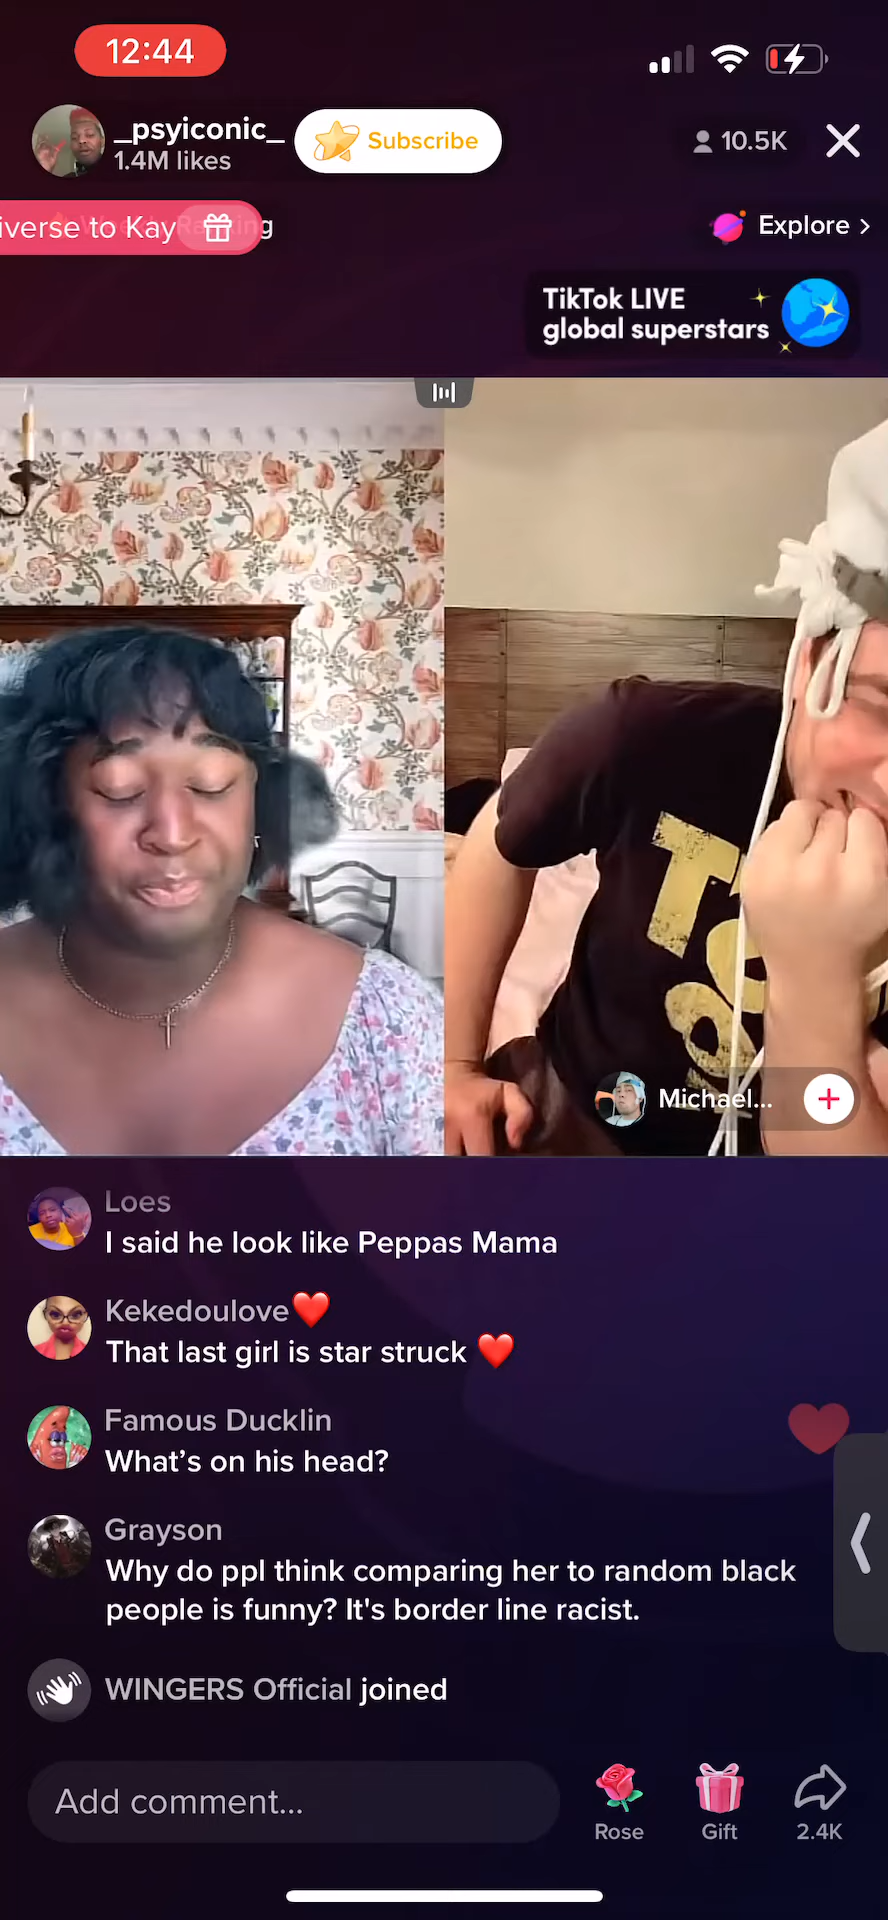 12:44
_psyiconic_
1.4M likes
Subscribe
10.5K
iverse to Kay
Explore >
TikTok LIVE
global superstars
Michael...
Loes
I said he look like Peppas Mama
Kekedoulove❤️
That last girl is star struck ❤️
Famous Ducklin
What's on his head?
Grayson
Why do ppl think comparing her to random black
people is funny? It's border line racist.
WINGERS Official joined
Add comment...
Rose
Gift
2.4K